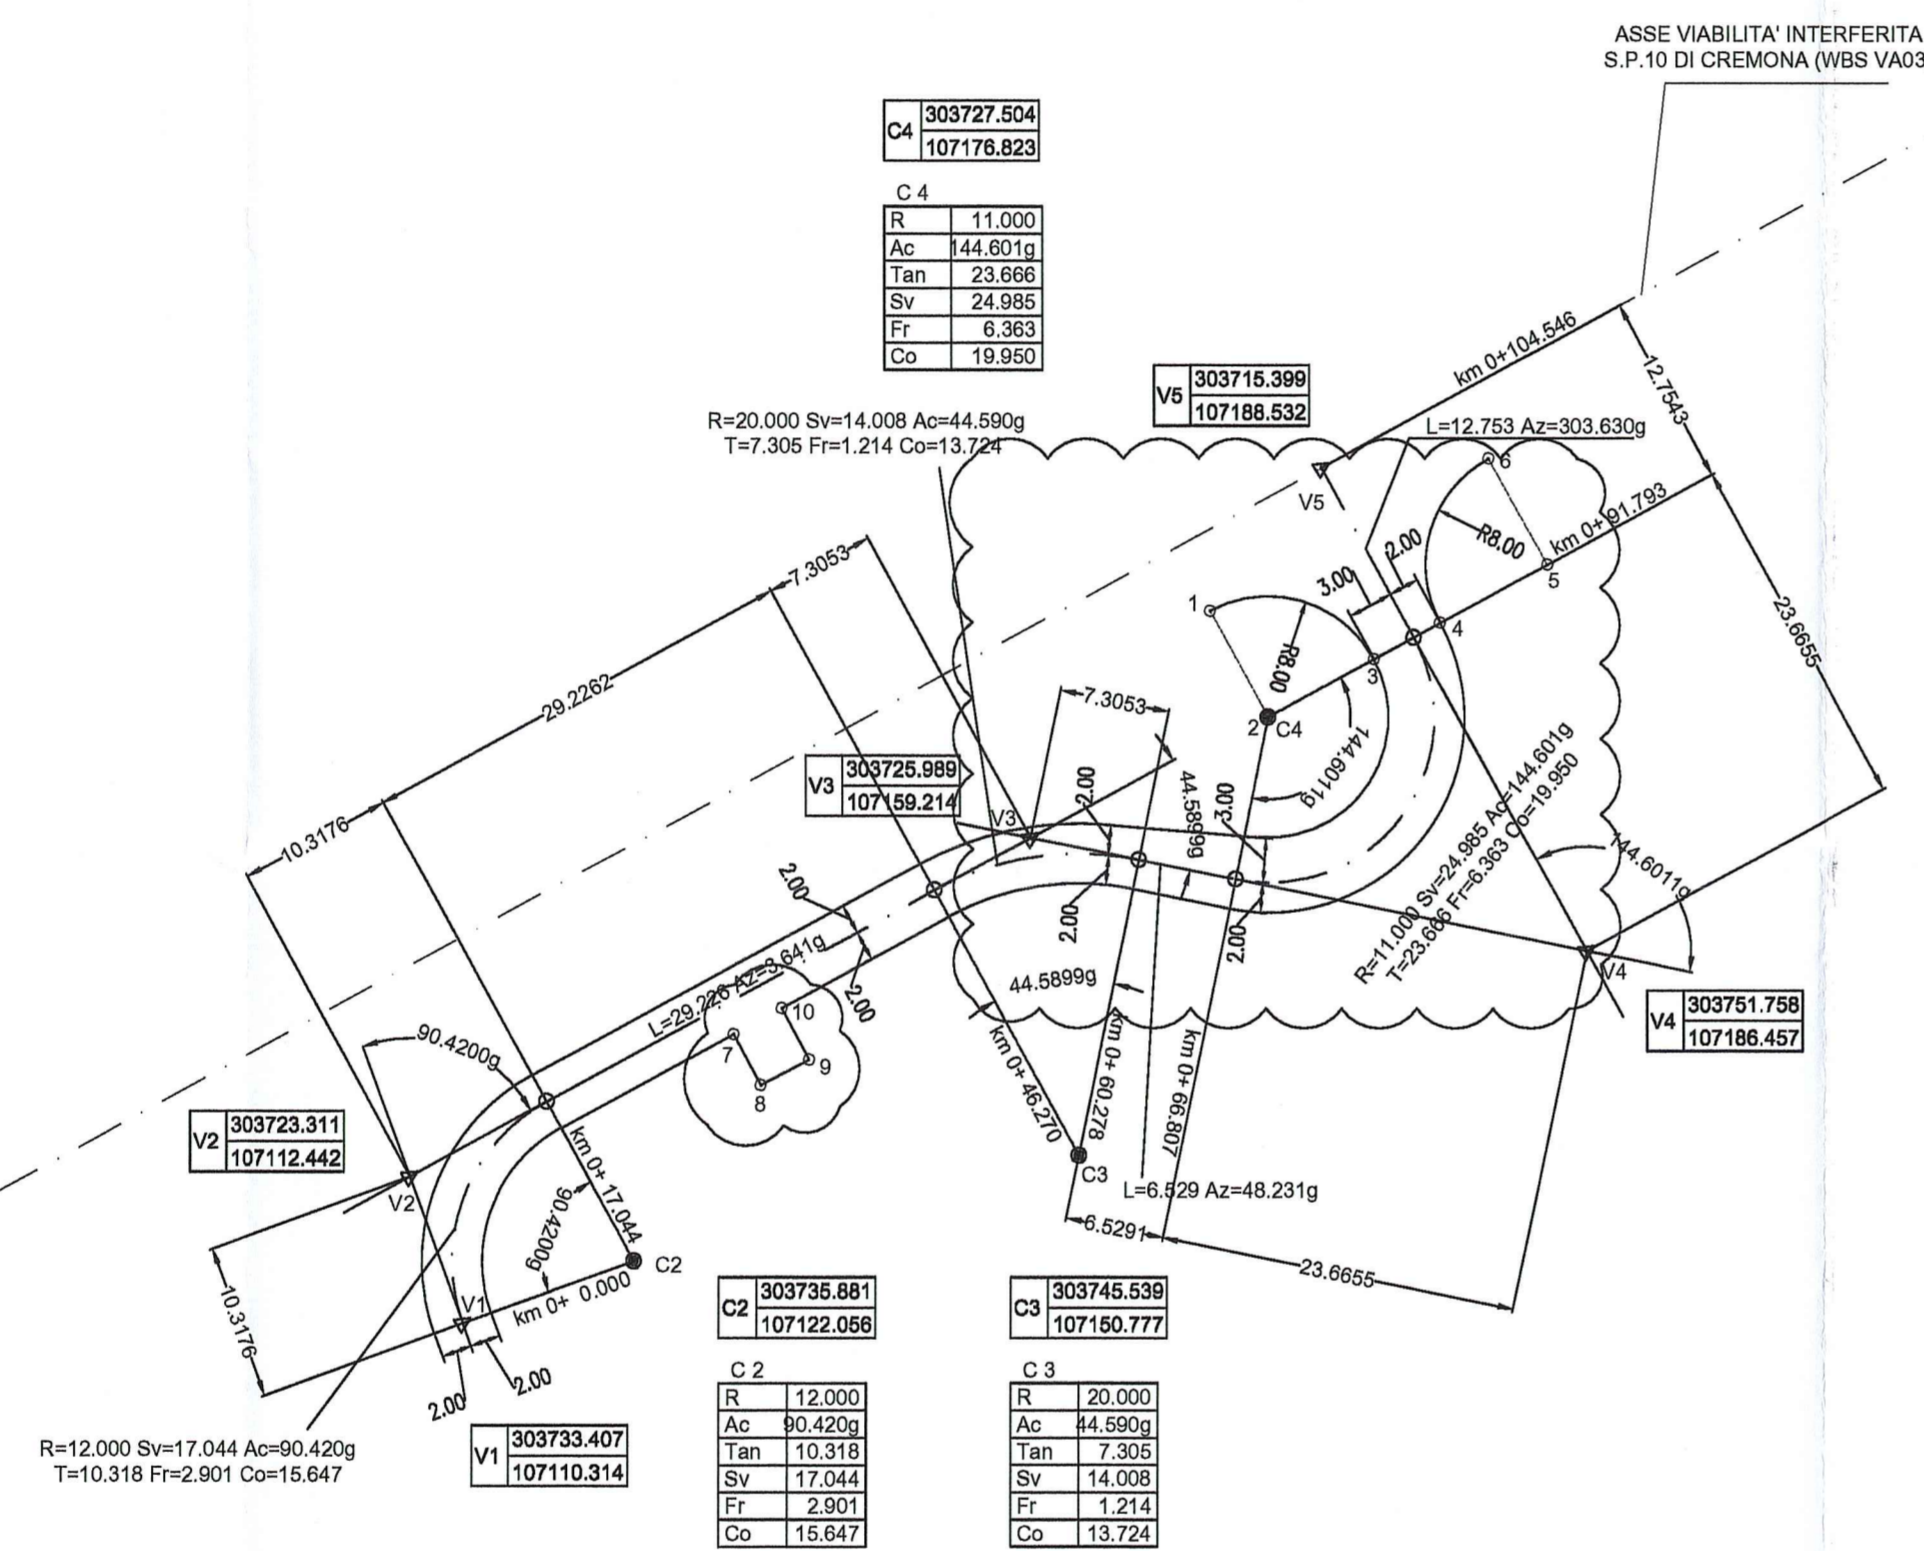 ASSE VIABILITA' INTERFERITA
S.P.10 DI CREMONA (WBS VA03
C4 303727.504
107176.823
C 4
R 11.000
Ac 144.601g
Tan 23.666
Sv 24.985
Fr 6.363
Co 19.950
km 0+104.546
12.7543
V5 303715.399
107188.532
R=20.000 Sv=14.008 Ac=44.590g
T=7.305 Fr=1.214 Co=13.724
L=12.753 Az=303.630g
6
V5
km 0+ 91.793
R8.00
2.00
7.3053
3.00
5
1
4
23.6655
3
R8.00
29.2262
7.3053
2
C4
144.6011g
V3 303725.989
107159.214
V3
2.00
44.5899g
3.00
R=11.000 Sv=24.985 Ac=144.601g
T=23.666 Fr=6.363 Co=19.950
10.3176
144.6011g
2.00
2.00
2.00
L=29.226 Az=3.641g
2.00
V4
44.5899g
V4 303751.758
107186.457
10
90.4200g
7
9
8
km 0+ 46.270
km 0+ 60.278
km 0+ 66.807
V2 303723.311
107112.442
V2
km 0+ 17.044
90.4200g
C3
L=6.529 Az=48.231g
6.5291
23.6655
C2
km 0+ 0.000
V1
10.3176
2.00
2.00
C2 303735.881
107122.056
C3 303745.539
107150.777
C 2
R 12.000
Ac 90.420g
Tan 10.318
Sv 17.044
Fr 2.901
Co 15.647
C 3
R 20.000
Ac 44.590g
Tan 7.305
Sv 14.008
Fr 1.214
Co 13.724
R=12.000 Sv=17.044 Ac=90.420g
T=10.318 Fr=2.901 Co=15.647
V1 303733.407
107110.314